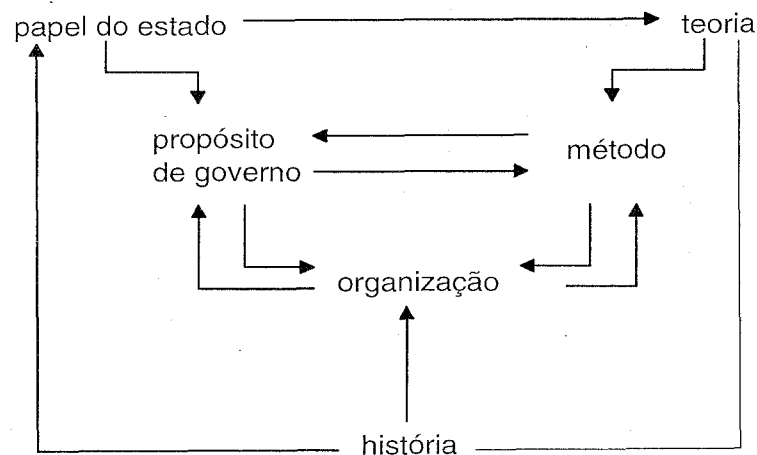 papel do estado
teoria
propósito
de governo
método
organização
história